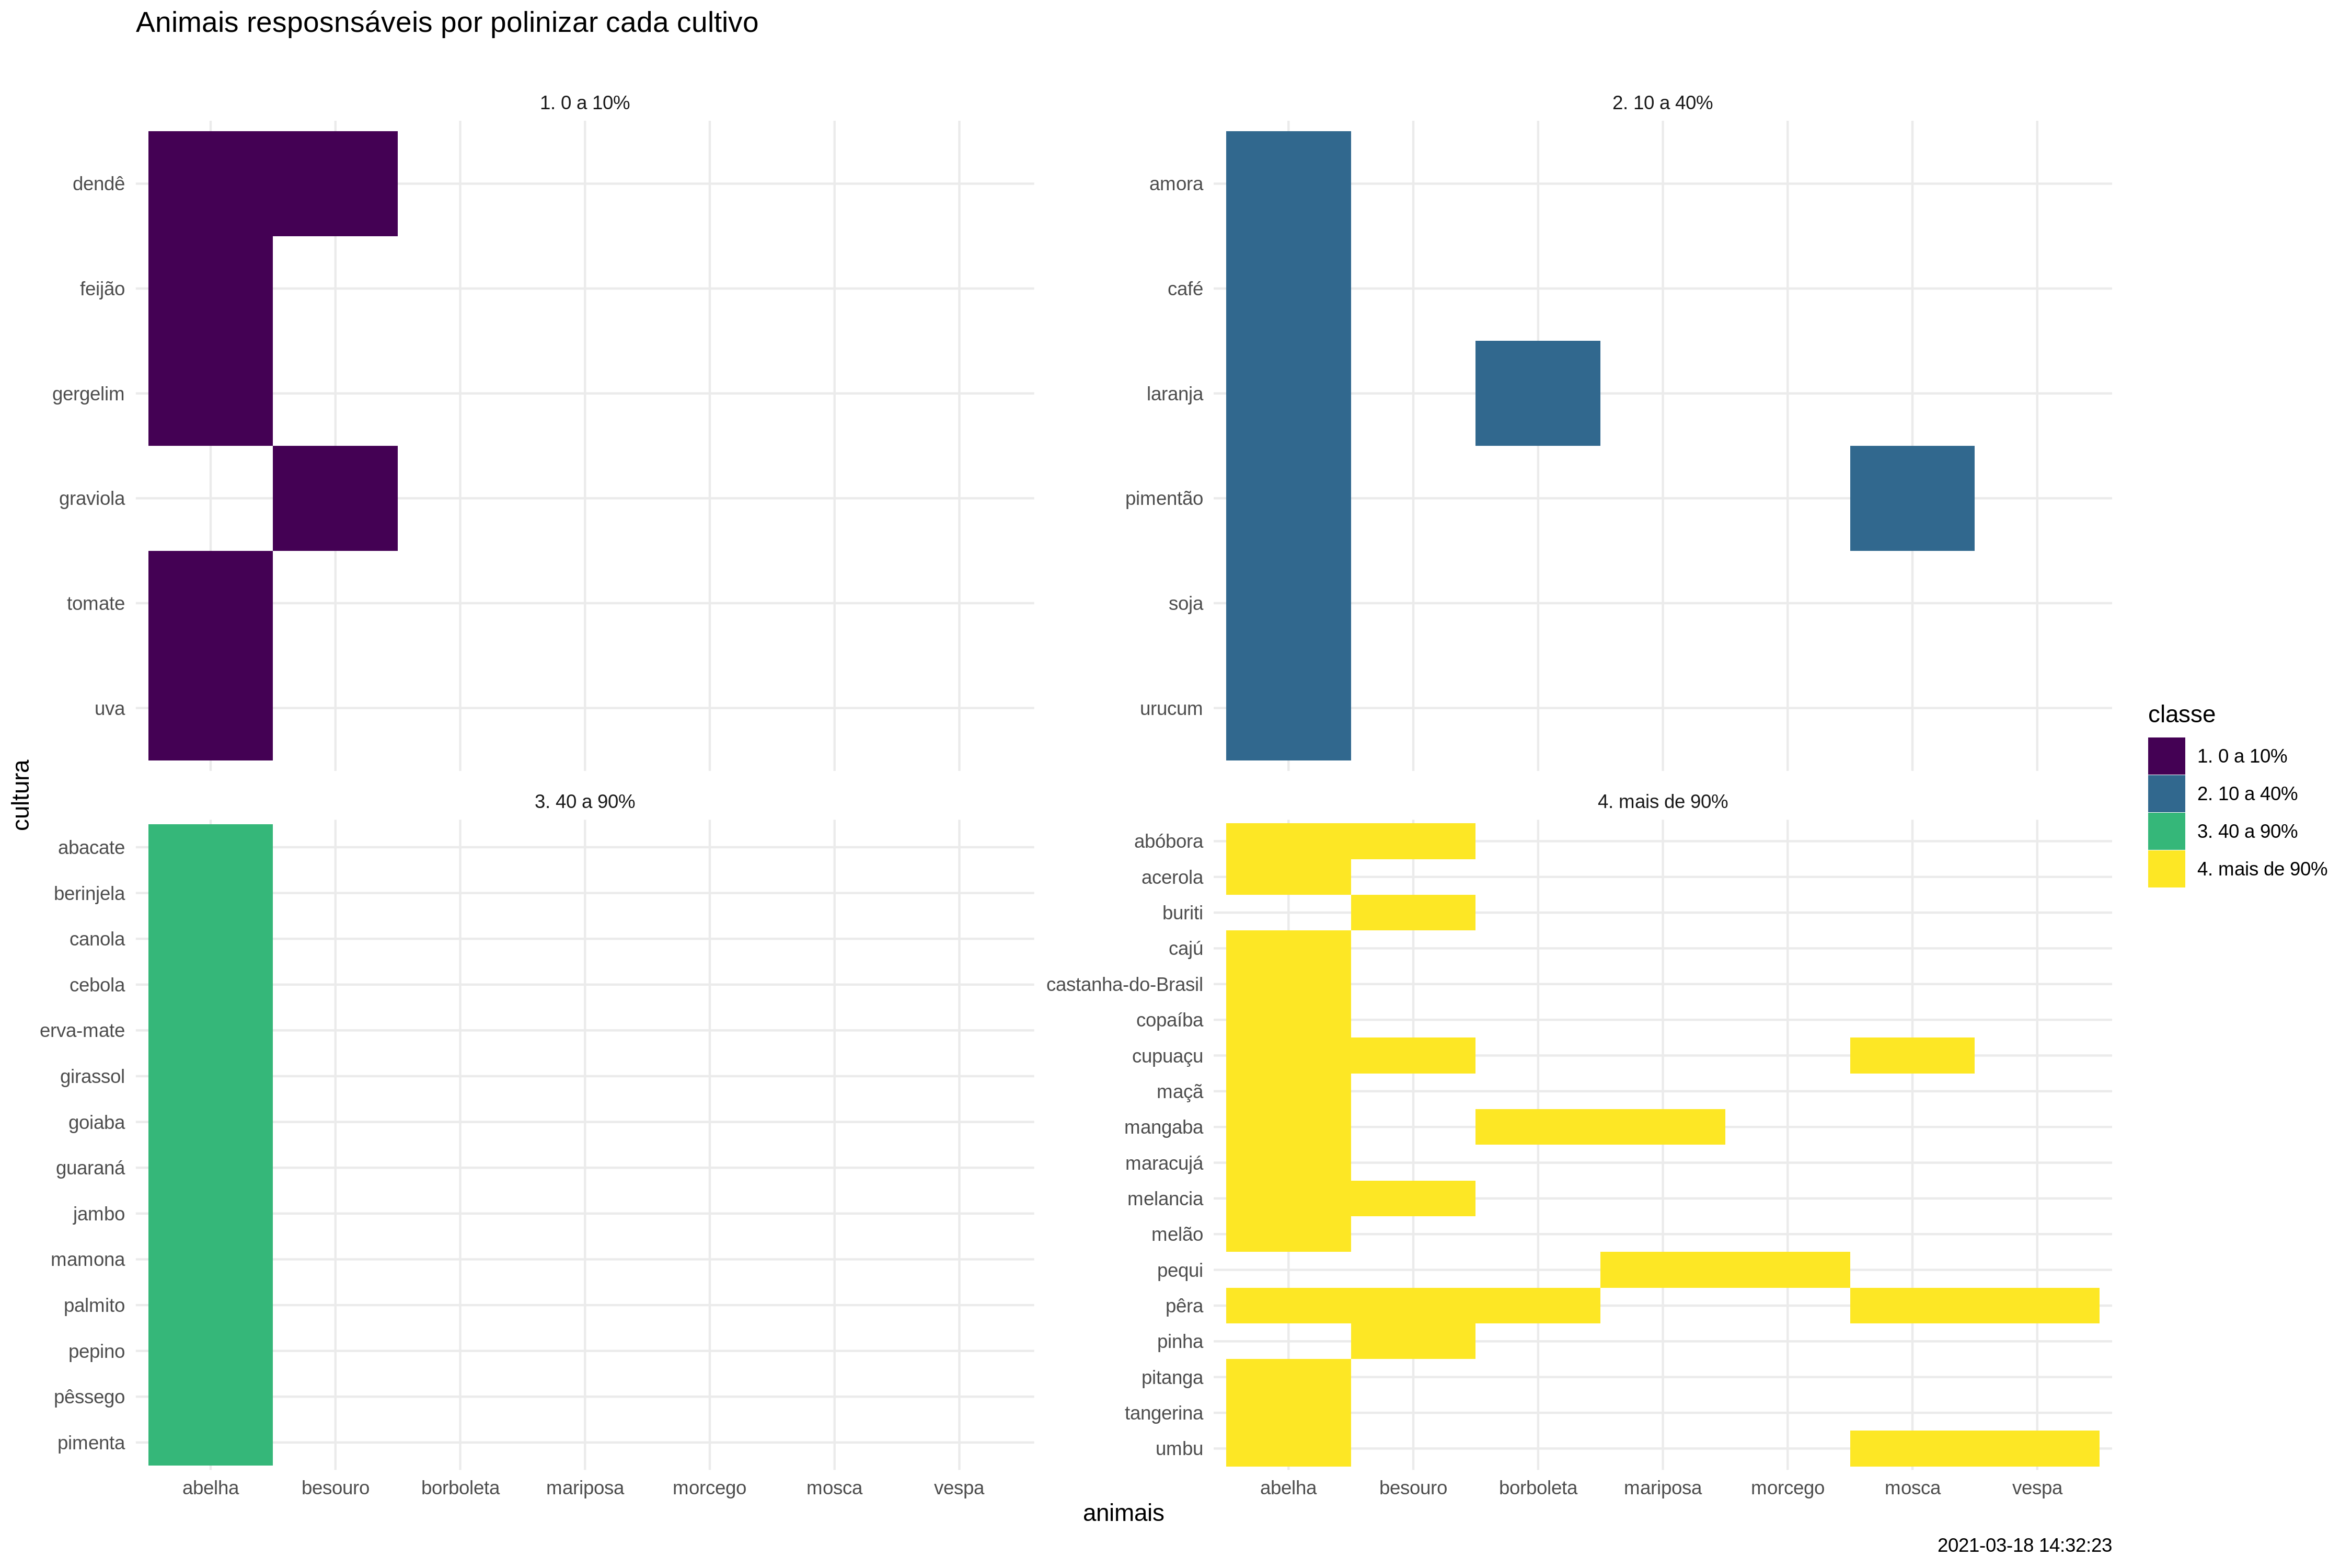 Animais resposnsáveis por polinizar cada cultivo
1. 0 a 10%
dendê
feijão
gergelim
graviola
tomate
uva
2. 10 a 40%
amora
café
laranja
pimentão
soja
urucum
cultura
3. 40 a 90%
abacate
berinjela
canola
cebola
erva-mate
girassol
goiaba
guaraná
jambo
mamona
palmito
pepino
pêssego
pimenta
abelha besouro borboleta mariposa morcego mosca vespa
4. mais de 90%
abóbora
acerola
buriti
cajú
castanha-do-Brasil
copaíba
cupuaçu
maçã
mangaba
maracujá
melancia
melão
pequi
pêra
pinha
pitanga
tangerina
umbu
abelha besouro borboleta mariposa morcego mosca vespa
animais
classe
1. 0 a 10%
2. 10 a 40%
3. 40 a 90%
4. mais de 90%
2021-03-18 14:32:23